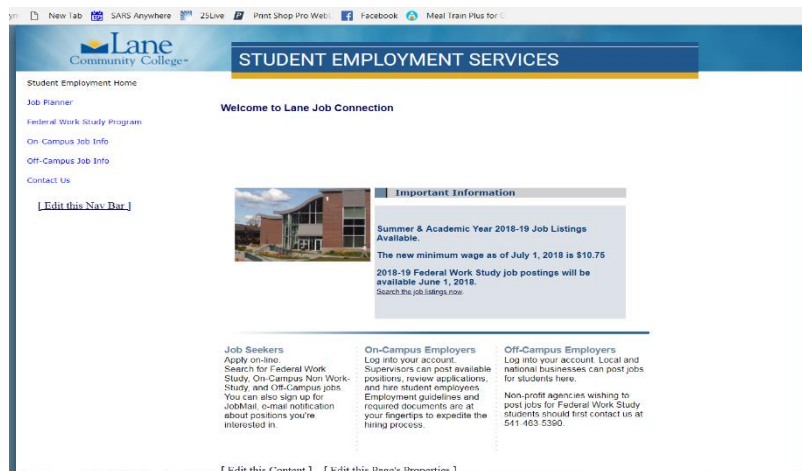 New Tab SARS Anywhere 25Live Print Shop Pro Web Facebook Meal Train Plus for
Lane
Community College
STUDENT EMPLOYMENT SERVICES
Student Employment Home
Job Planner
Federal Work Study Program
On-Campus Job Info
Off-Campus Job Info
Contact Us
[ Edit this Nav Bar ]
Welcome to Lane Job Connection
Important Information
Summer & Academic Year 2018-19 Job Listings
Available.
The new minimum wage as of July 1, 2018 is $10.75
2018-19 Federal Work Study job postings will be
available June 1, 2018.
Search the job listings now.
Job Seekers
Apply on-line.
Search for Federal Work
Study, On-Campus Non Work-
Study, and Off-Campus jobs.
You can also sign up for
JobMail, e-mail notification
about positions you're
interested in.
On-Campus Employers
Log into your account.
Supervisors can post available
positions, review applications,
and hire student employees.
Employment guidelines and
required documents are at
your fingertips to expedite the
hiring process.
Off-Campus Employers
Log into your account. Local and
national businesses can post jobs
for students here.
Non-profit agencies wishing to
post jobs for Federal Work Study
students should first contact us at
541-463-5390.
[ Edit this Content ] [ Edit this Page's Properties ]